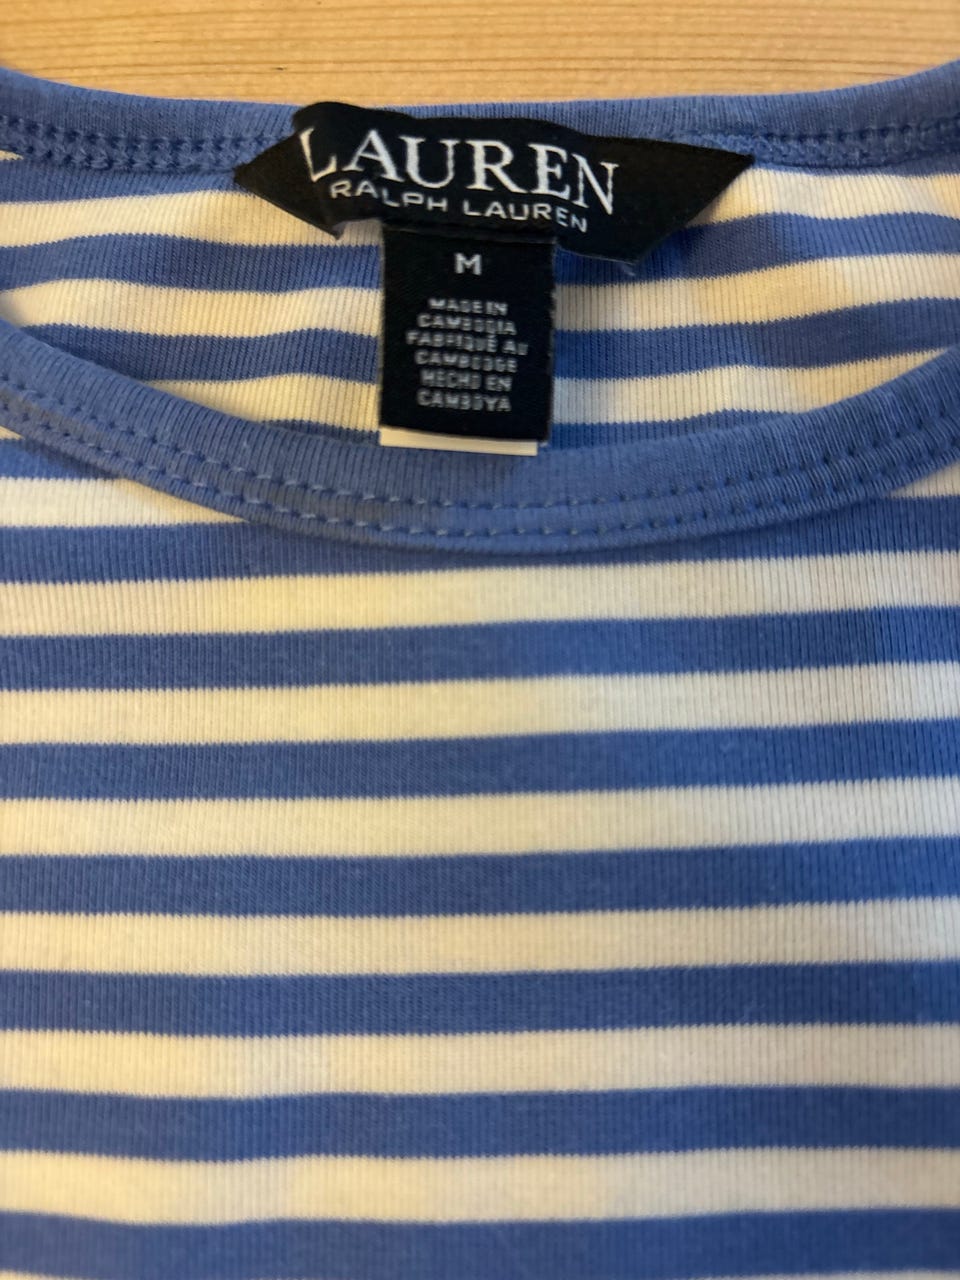 LAUREN
RALPH LAUREN
M
MADE IN
CAMBODIA
FABRIQUÉ AU
CAMBODGE
HECHO EN
CAMBOYA